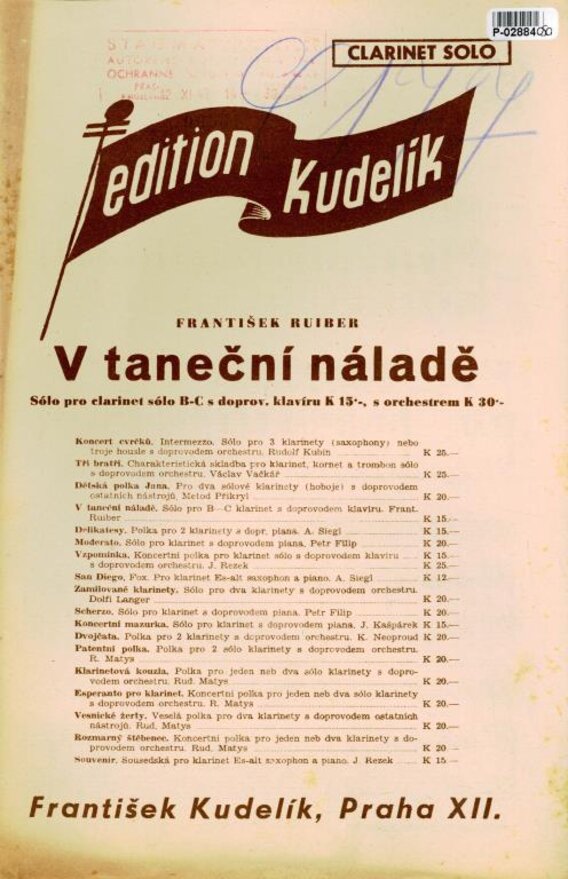 P-02884
CLARINET SOLO
OCHRANNÉ
edition Kudelík
FRANTIŠEK RUIBER
V taneční náladě
Sólo pro clarinet sólo B-C s doprov. klavíru K 15·-, s orchestrem K 30·-
Koncert cvrčků. Intermezzo. Sólo pro 3 klarinety (saxophony) nebo
troje housle s doprovodem orchestru. Rudolf Kubín K 25.—
Tři bratři. Charakteristická skladba pro klarinet, kornet a trombon sólo
s doprovodem orchestru. Václav Vačkář K 25.—
Dětská polka Jana. Pro dva sólové klarinety (hoboje) s doprovodem
ostatních nástrojů. Metod Přikryl K 20.—
V taneční náladě. Sólo pro B—C klarinet s doprovodem klavíru. Frant.
Ruiber K 15.—
Delikatesy. Polka pro 2 klarinety s dopr. piana. A. Siegl K 15.—
Moderato. Sólo pro klarinet s doprovodem piana. Petr Filip K 20.—
Vzpomínka. Koncertní polka pro klarinet sólo s doprovodem klavíru K 15.—
s doprovodem orchestru. J. Rezek K 25.—
San Diego, Fox. Pro klarinet Es-alt saxophon a piano. A. Siegl K 12.—
Zamilované klarinety. Sólo pro dva klarinety s doprovodem orchestru.
Dolfi Langer K 20.—
Scherzo. Sólo pro klarinet s doprovodem piana. Petr Filip K 20.—
Koncertní mazurka. Sólo pro klarinet s doprovodem piana. J. Kašpárek K 15.—
Dvojčata. Polka pro 2 klarinety s doprovodem orchestru. K. Neoproud K 20.—
Patentní polka. Polka pro 2 sólo klarinety s doprovodem orchestru.
R. Matys K 20.—
Klarinetová kouzla. Polka pro jeden neb dva sólo klarinety s dopro-
vodem orchestru. Rud. Matys K 20.—
Esperanto pro klarinet. Koncertní polka pro jeden neb dva sólo klarinety
s doprovodem orchestru. R. Matys K 20.—
Vesnické žerty. Veselá polka pro dva klarinety s doprovodem ostatních
nástrojů. Rud. Matys K 20.—
Rozmarný štěbenec. Koncertní polka pro jeden neb dva klarinety s do-
provodem orchestru. Rud. Matys K 20 —
Souvenir. Sousedská pro klarinet Es-alt saxophon a piano. J. Rezek K 15 —
František Kudelík, Praha XII.